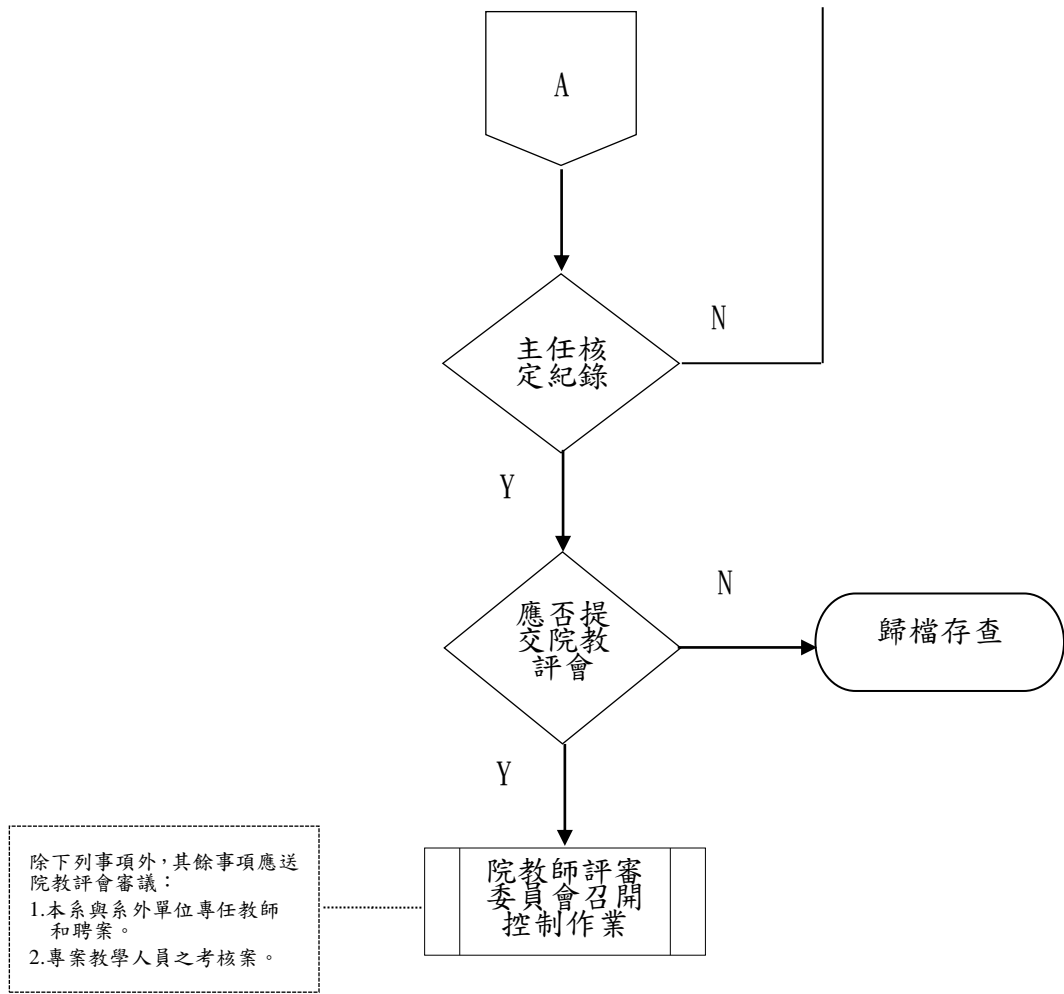 A
N
主任核
定紀錄
Y
N
應否提
交院教
評會
歸檔存查
Y
除下列事項外，其餘事項應送
院教評會審議：
1.本系與系外單位專任教師
和聘案。
2.專案教學人員之考核案。
院教師評審
委員會召開
控制作業